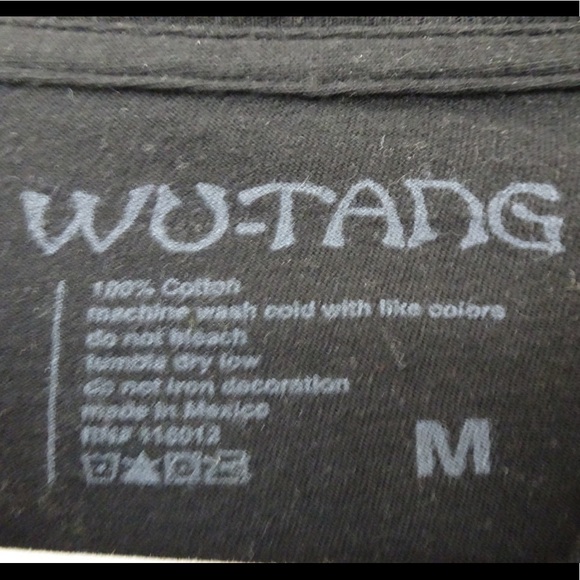 WU-TANG
100% Cotton
machine wash cold with like colors
do not bleach
tumble dry low
do not iron decoration
made in Mexico
RN#
M